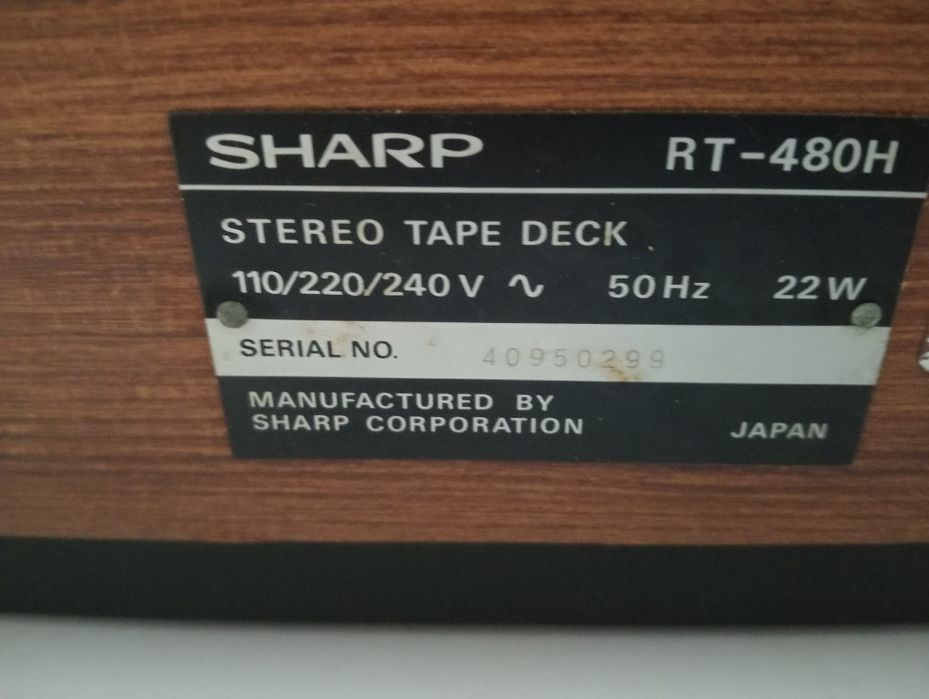 SHARP RT-480H
STEREO TAPE DECK
110/220/240 V ∿ 50 Hz 22 W
SERIAL NO. 40950299
MANUFACTURED BY
SHARP CORPORATION JAPAN